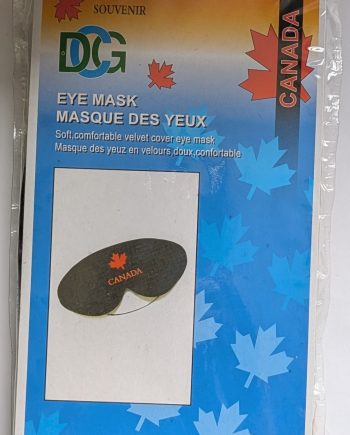 SOUVENIR
DCG
CANADA
EYE MASK
MASQUE DES YEUX
Soft,comfortable velvet cover eye mask
Masque des yeuz en velours,doux,confortable
CANADA